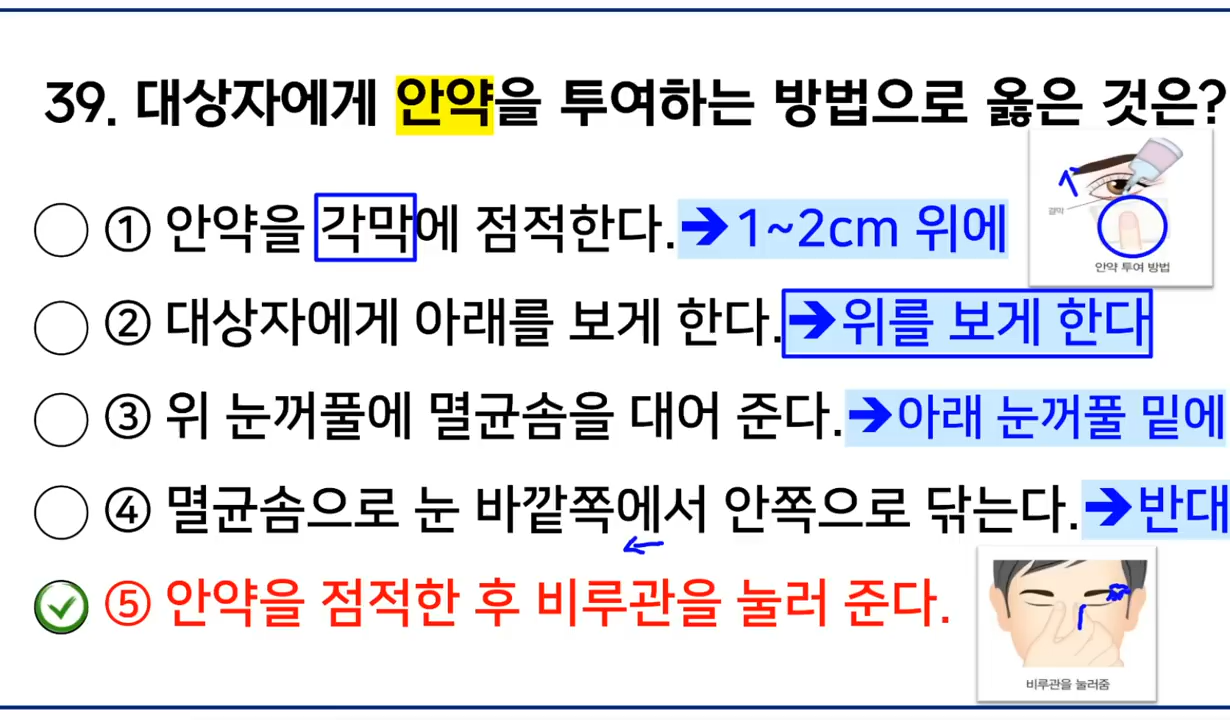 39. 대상자에게 안약을 투여하는 방법으로 옳은 것은?
① 안약을 각막에 점적한다.➔1~2cm 위에
결막
안약 투여 방법
② 대상자에게 아래를 보게 한다.➔위를 보게 한다
③ 위 눈꺼풀에 멸균솜을 대어 준다.➔아래 눈꺼풀 밑에
④ 멸균솜으로 눈 바깥쪽에서 안쪽으로 닦는다.➔반대
⑤ 안약을 점적한 후 비루관을 눌러 준다.
비루관을 눌러줌